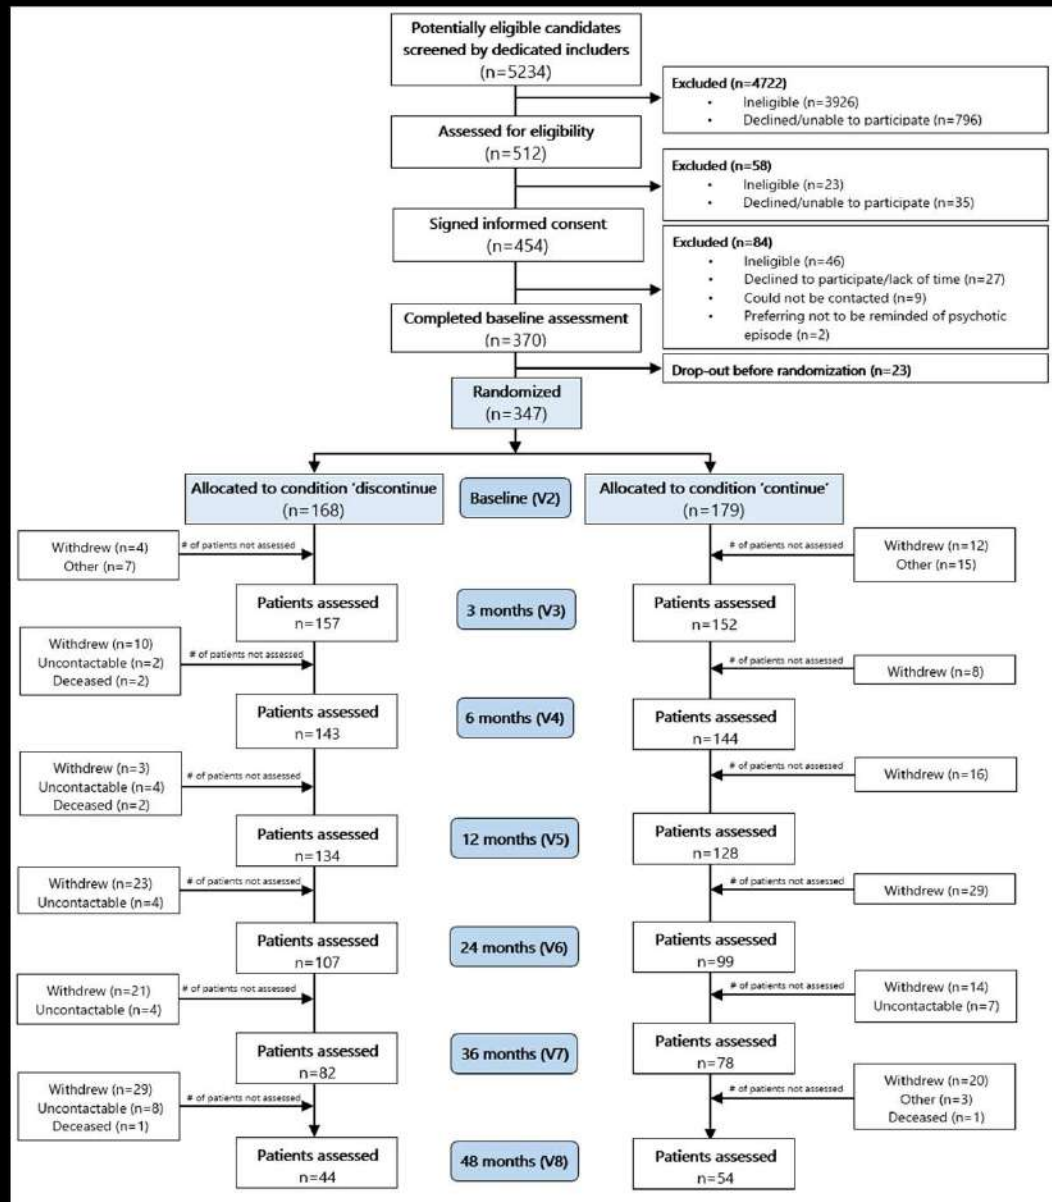 Potentially eligible candidates
screened by dedicated includers
(n=5234)
Excluded (n=4722)
• Ineligible (n=3926)
• Declined/unable to participate (n=796)
Assessed for eligibility
(n=512)
Excluded (n=58)
• Ineligible (n=23)
• Declined/unable to participate (n=35)
Signed informed consent
(n=454)
Excluded (n=84)
• Ineligible (n=46)
• Declined to participate/lack of time (n=27)
• Could not be contacted (n=9)
• Preferring not to be reminded of psychotic
episode (n=2)
Completed baseline assessment
(n=370)
Drop-out before randomization (n=23)
Randomized
(n=347)
Allocated to condition 'discontinue
(n=168)
Baseline (V2)
Allocated to condition 'continue'
(n=179)
Withdrew (n=4)
Other (n=7)
# of patients not assessed
# of patients not assessed
Withdrew (n=12)
Other (n=15)
Patients assessed
n=157
3 months (V3)
Patients assessed
n=152
Withdrew (n=10)
Uncontactable (n=2)
Deceased (n=2)
# of patients not assessed
# of patients not assessed
Withdrew (n=8)
Patients assessed
n=143
6 months (V4)
Patients assessed
n=144
Withdrew (n=3)
Uncontactable (n=4)
Deceased (n=2)
# of patients not assessed
# of patients not assessed
Withdrew (n=16)
Patients assessed
n=134
12 months (V5)
Patients assessed
n=128
Withdrew (n=23)
Uncontactable (n=4)
# of patients not assessed
# of patients not assessed
Withdrew (n=29)
Patients assessed
n=107
24 months (V6)
Patients assessed
n=99
Withdrew (n=21)
Uncontactable (n=4)
# of patients not assessed
# of patients not assessed
Withdrew (n=14)
Uncontactable (n=7)
Patients assessed
n=82
36 months (V7)
Patients assessed
n=78
Withdrew (n=29)
Uncontactable (n=8)
Deceased (n=1)
# of patients not assessed
# of patients not assessed
Withdrew (n=20)
Other (n=3)
Deceased (n=1)
Patients assessed
n=44
48 months (V8)
Patients assessed
n=54